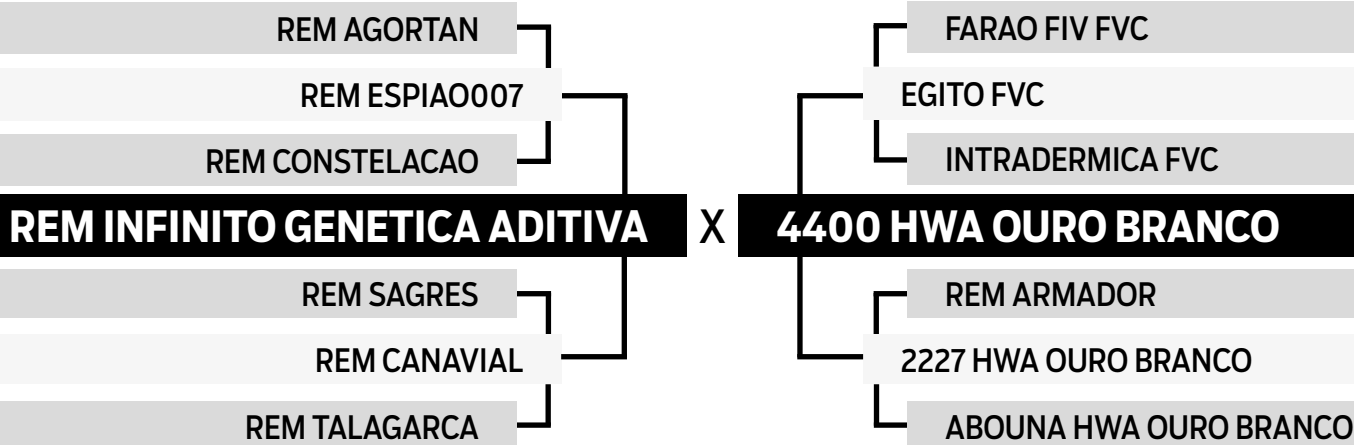 REM AGORTAN
REM ESPIAO007
REM CONSTELACAO
REM INFINITO GENETICA ADITIVA
REM SAGRES
REM CANAVIAL
REM TALAGARCA
X
FARAO FIV FVC
EGITO FVC
INTRADERMICA FVC
4400 HWA OURO BRANCO
REM ARMADOR
2227 HWA OURO BRANCO
ABOUNA HWA OURO BRANCO